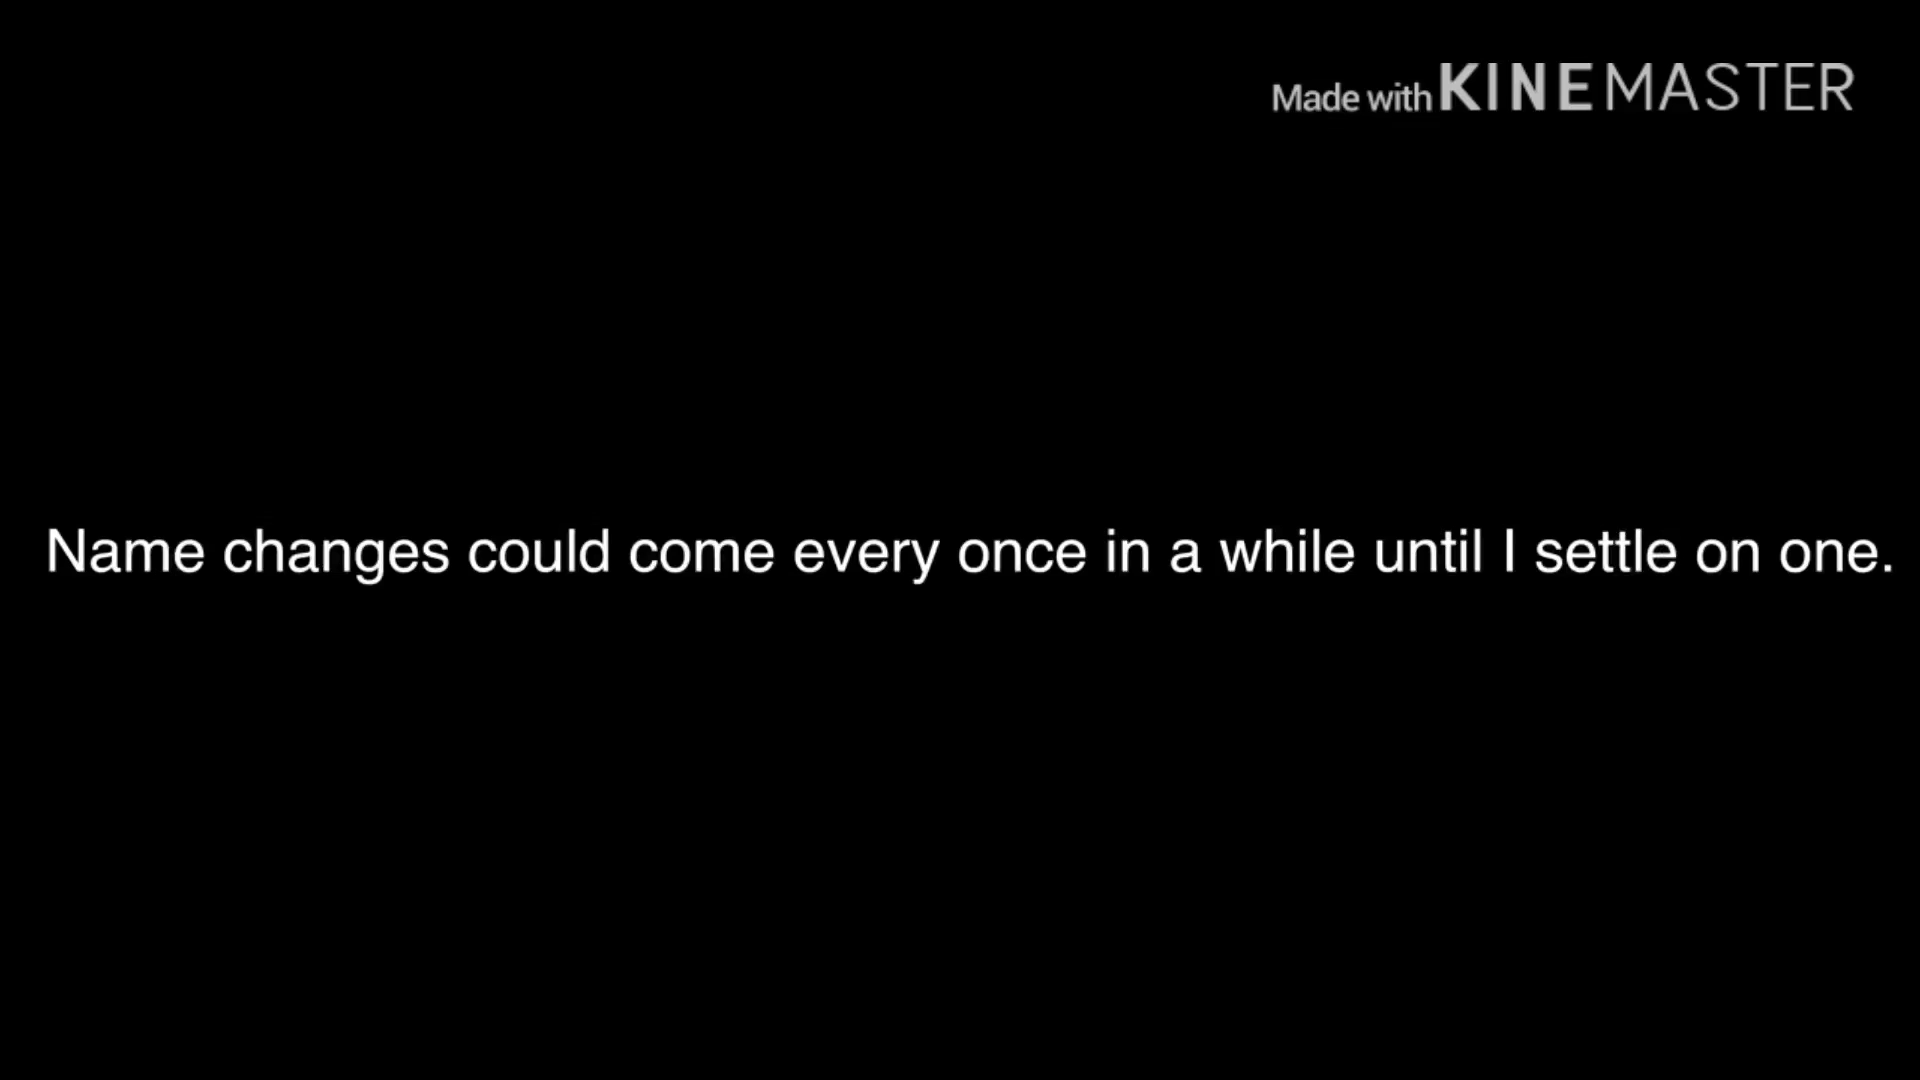 Made with KINEMASTER
Name changes could come every once in a while until I settle on one.